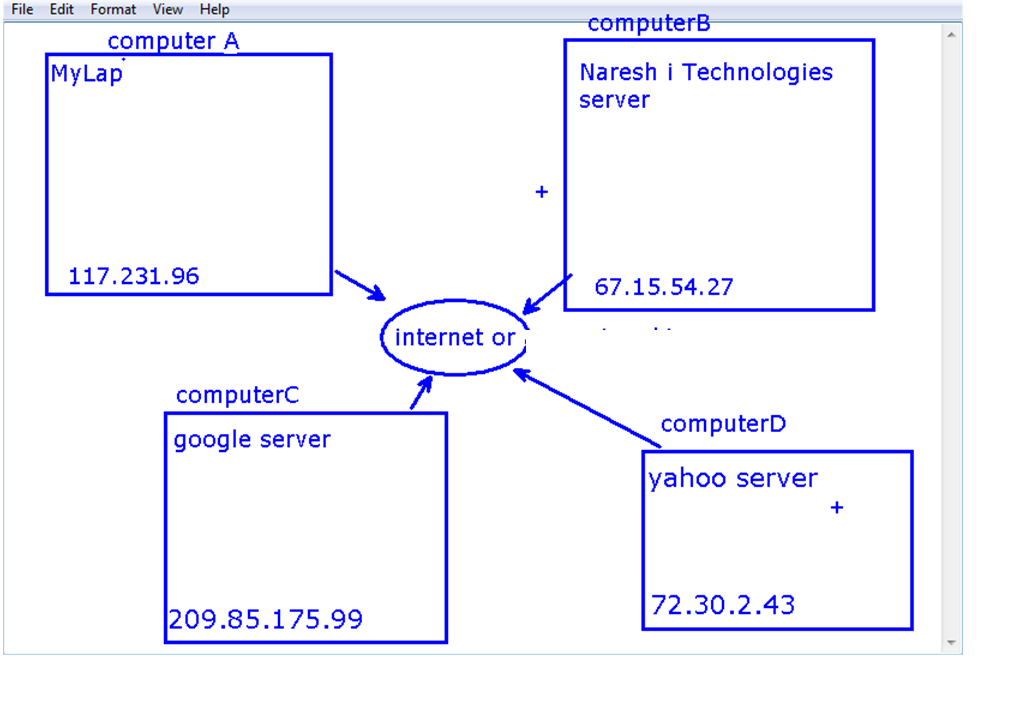 File Edit Format View Help
computer A
MyLap
117.231.96
computerB
Naresh i Technologies
server
67.15.54.27
internet or
computerC
google server
209.85.175.99
computerD
yahoo server
72.30.2.43